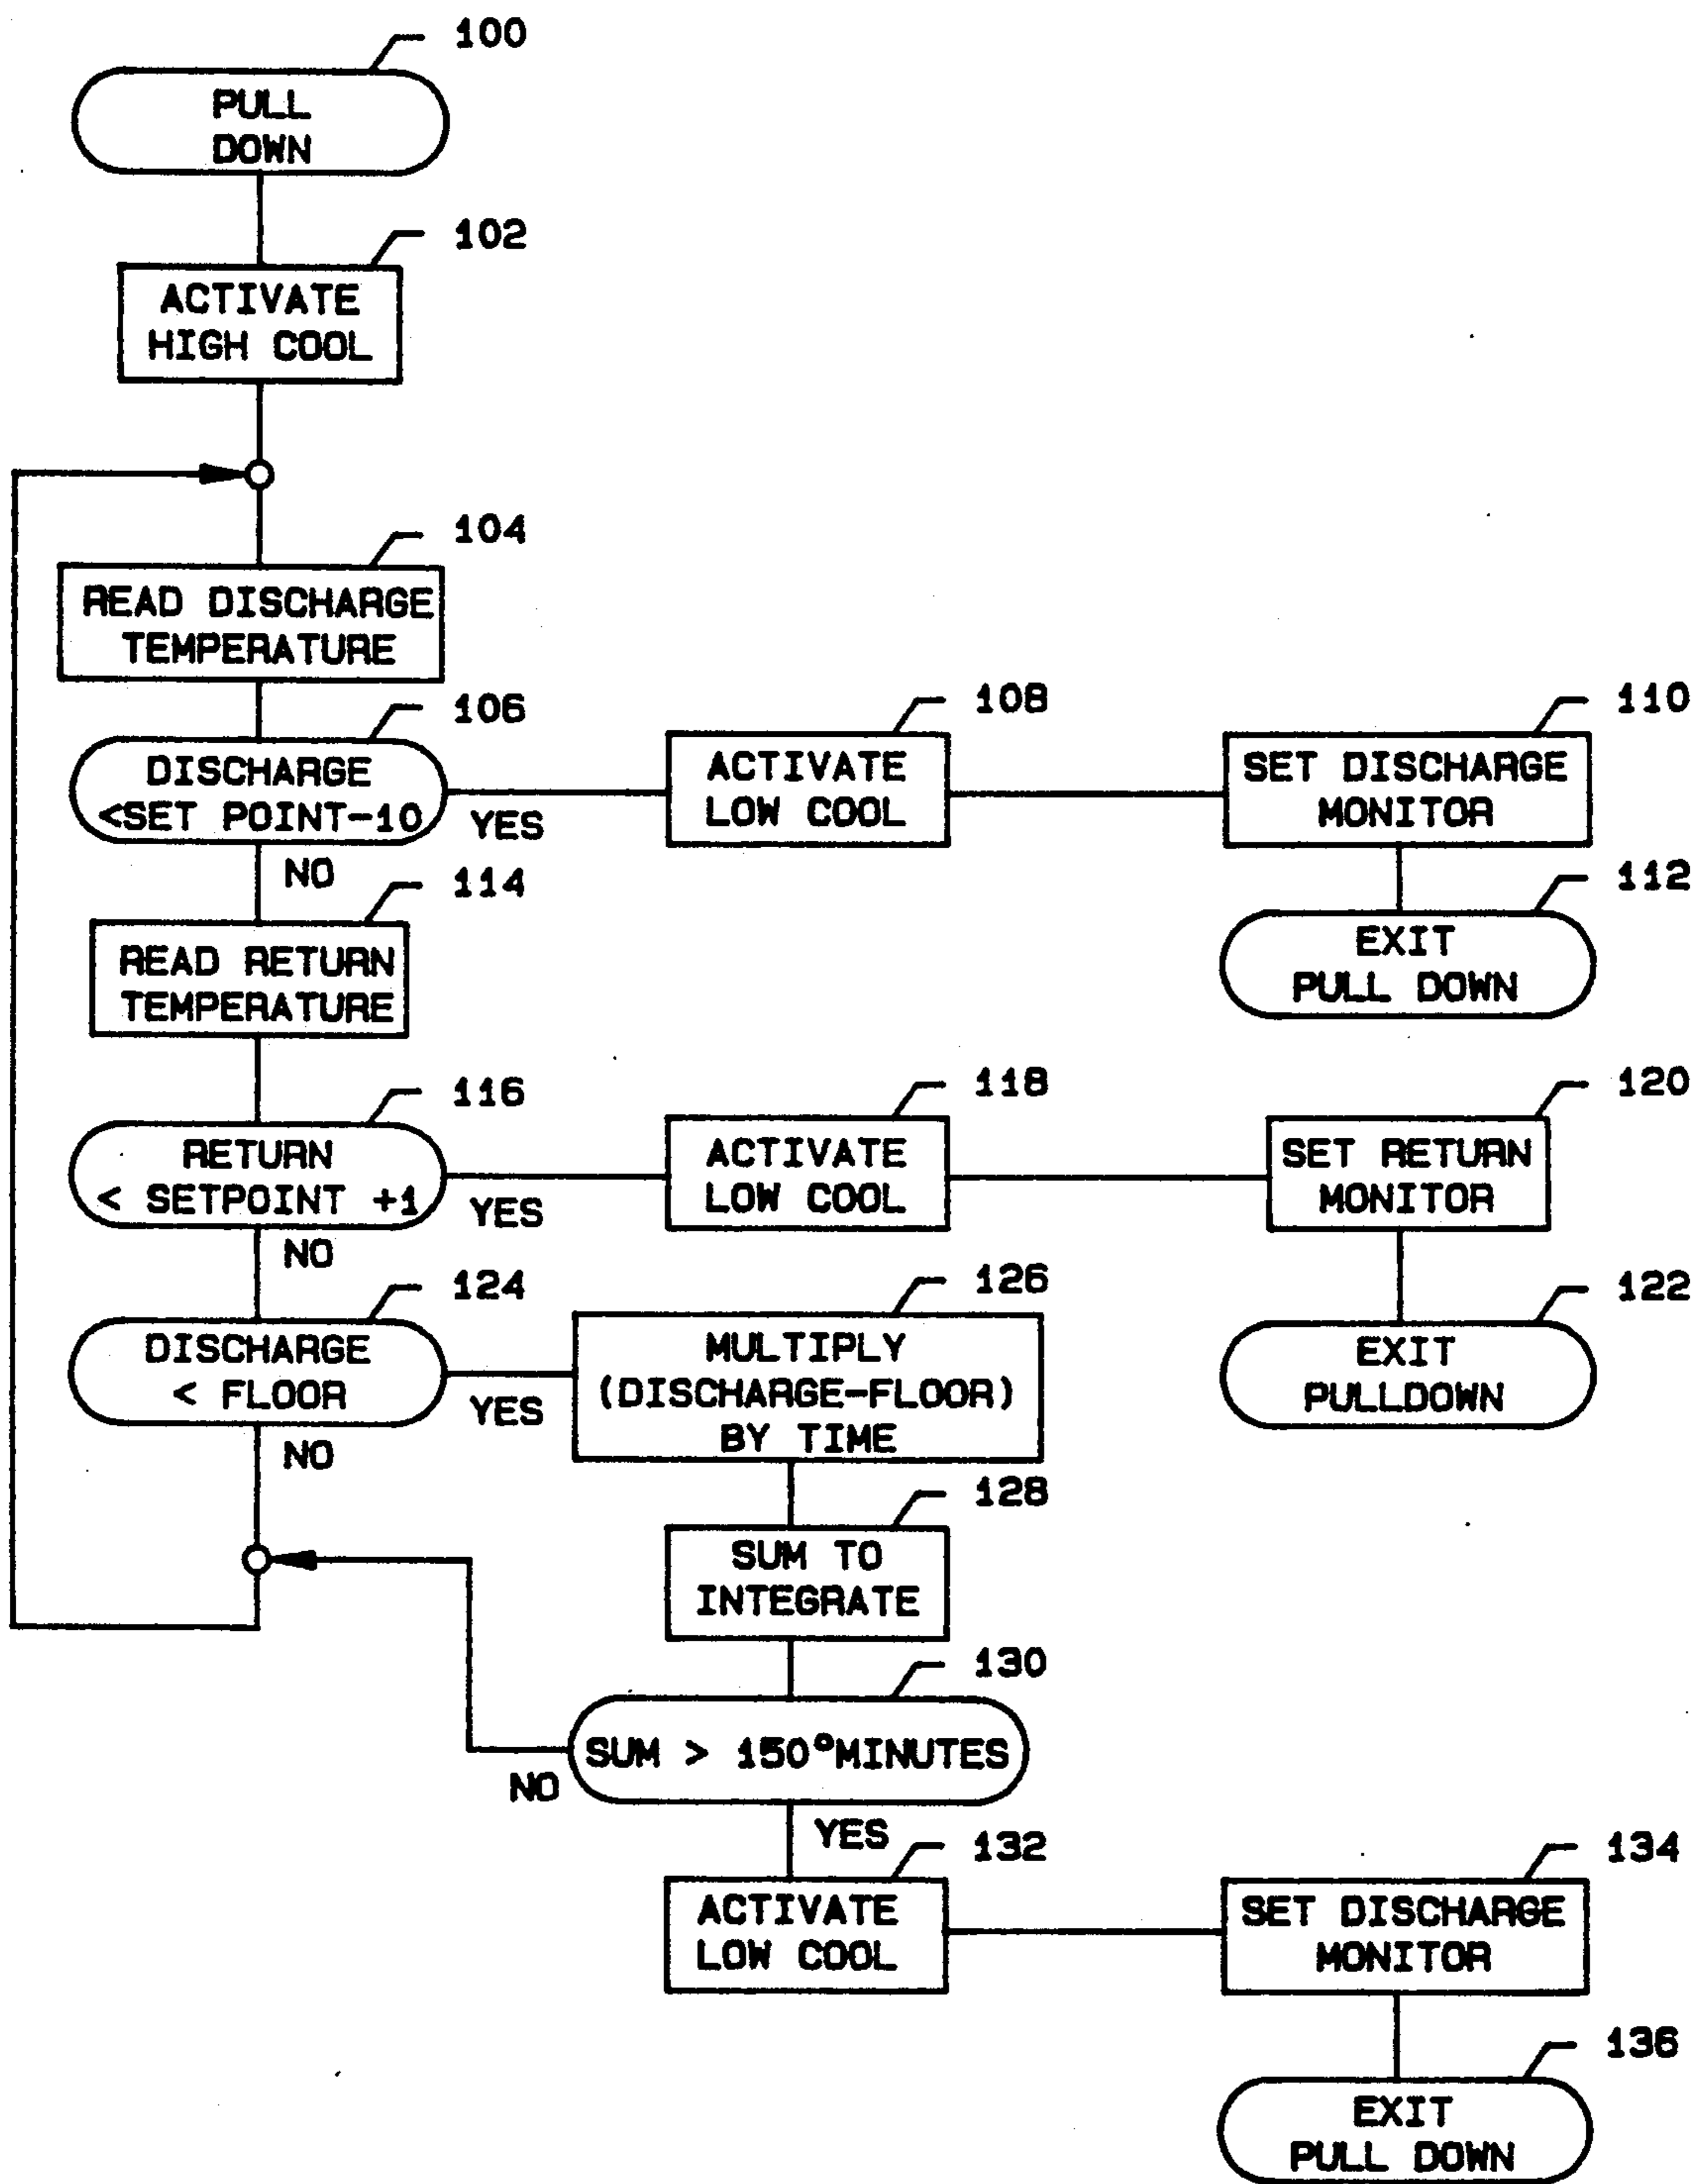 100
PULL
DOWN
102
ACTIVATE
HIGH COOL
104
READ DISCHARGE
TEMPERATURE
106
DISCHARGE
<SET POINT-10
YES
NO
108
ACTIVATE
LOW COOL
110
SET DISCHARGE
MONITOR
112
EXIT
PULL DOWN
114
READ RETURN
TEMPERATURE
116
RETURN
< SETPOINT +1
YES
NO
118
ACTIVATE
LOW COOL
120
SET RETURN
MONITOR
122
EXIT
PULLDOWN
124
DISCHARGE
< FLOOR
YES
NO
126
MULTIPLY
(DISCHARGE-FLOOR)
BY TIME
128
SUM TO
INTEGRATE
130
SUM > 150°MINUTES
NO
YES
132
ACTIVATE
LOW COOL
134
SET DISCHARGE
MONITOR
136
EXIT
PULL DOWN